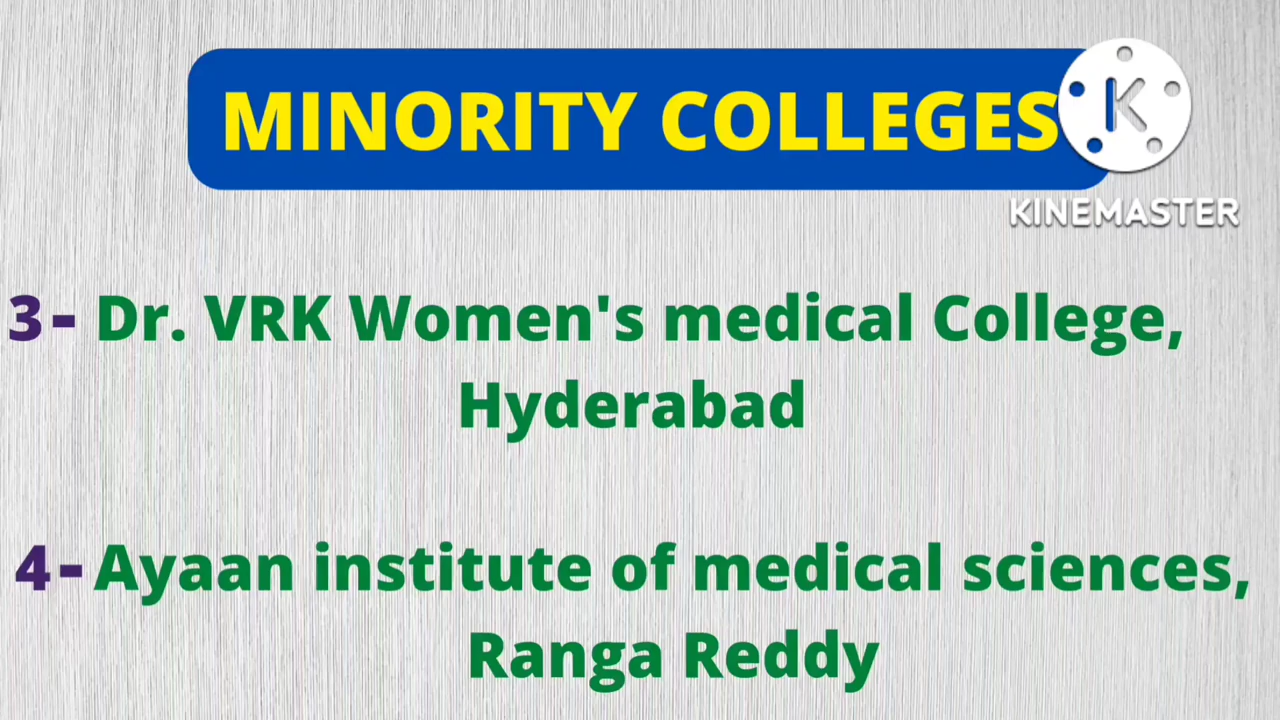 MINORITY COLLEGES
K
KINEMASTER
3- Dr. VRK Women's medical College,
Hyderabad
4- Ayaan institute of medical sciences,
Ranga Reddy